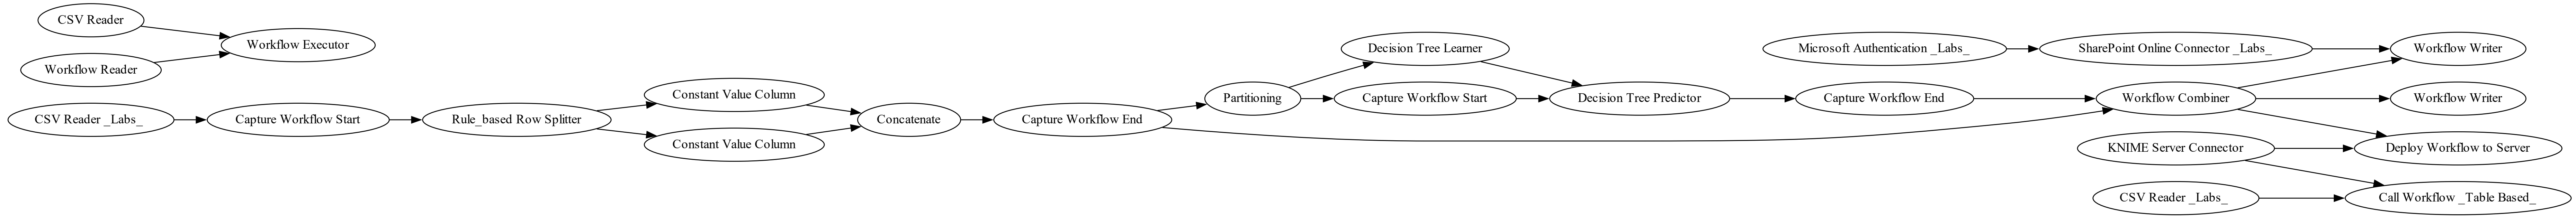 CSV Reader
Workflow Reader
Workflow Executor
CSV Reader _Labs_
Capture Workflow Start
Rule_based Row Splitter
Constant Value Column
Constant Value Column
Concatenate
Capture Workflow End
Partitioning
Decision Tree Learner
Capture Workflow Start
Decision Tree Predictor
Capture Workflow End
Microsoft Authentication _Labs_
SharePoint Online Connector _Labs_
Workflow Combiner
Workflow Writer
Workflow Writer
KNIME Server Connector
Deploy Workflow to Server
CSV Reader _Labs_
Call Workflow _Table Based_